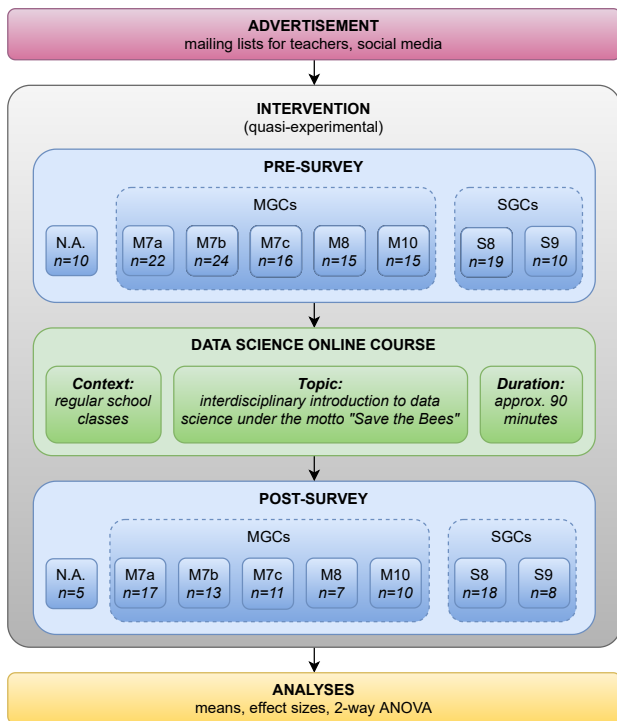 ADVERTISEMENT
mailing lists for teachers, social media
INTERVENTION
(quasi-experimental)
PRE-SURVEY
MGCs
SGCs
N.A.
n=10
M7a
n=22
M7b
n=24
M7c
n=16
M8
n=15
M10
n=15
S8
n=19
S9
n=10
DATA SCIENCE ONLINE COURSE
Context:
regular school
classes
Topic:
interdisciplinary introduction to data
science under the motto "Save the Bees"
Duration:
approx. 90
minutes
POST-SURVEY
MGCs
SGCs
N.A.
n=5
M7a
n=17
M7b
n=13
M7c
n=11
M8
n=7
M10
n=10
S8
n=18
S9
n=8
ANALYSES
means, effect sizes, 2-way ANOVA